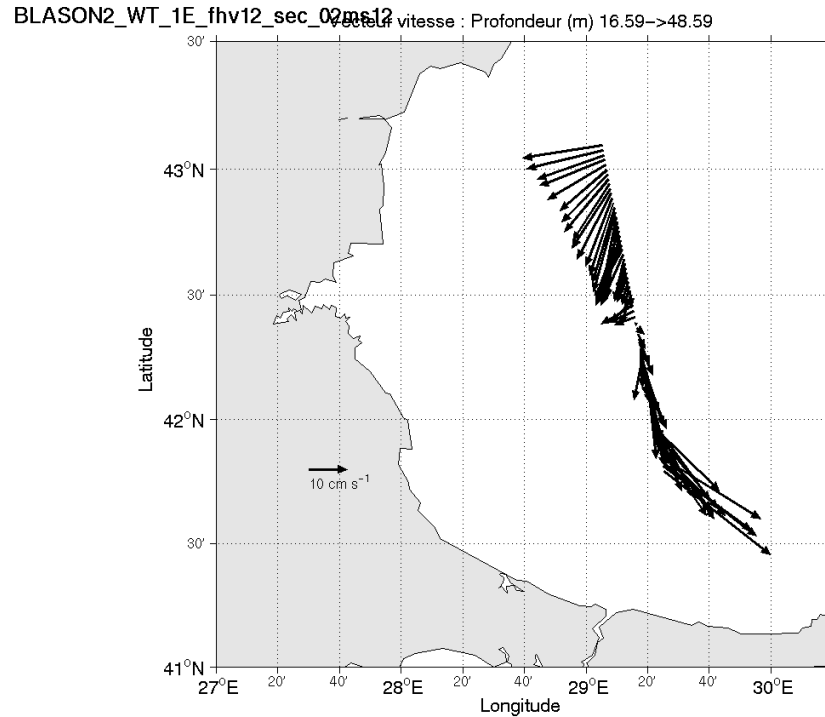 BLASON2_WT_1E_fhv12_sec_02ms12
Vecteur vitesse : Profondeur (m) 16.59->48.59
30'
43°N
30'
42°N
30'
41°N
Latitude
10 cm s⁻¹
27°E 20' 40' 28°E 20' 40' 29°E 20' 40' 30°E
Longitude